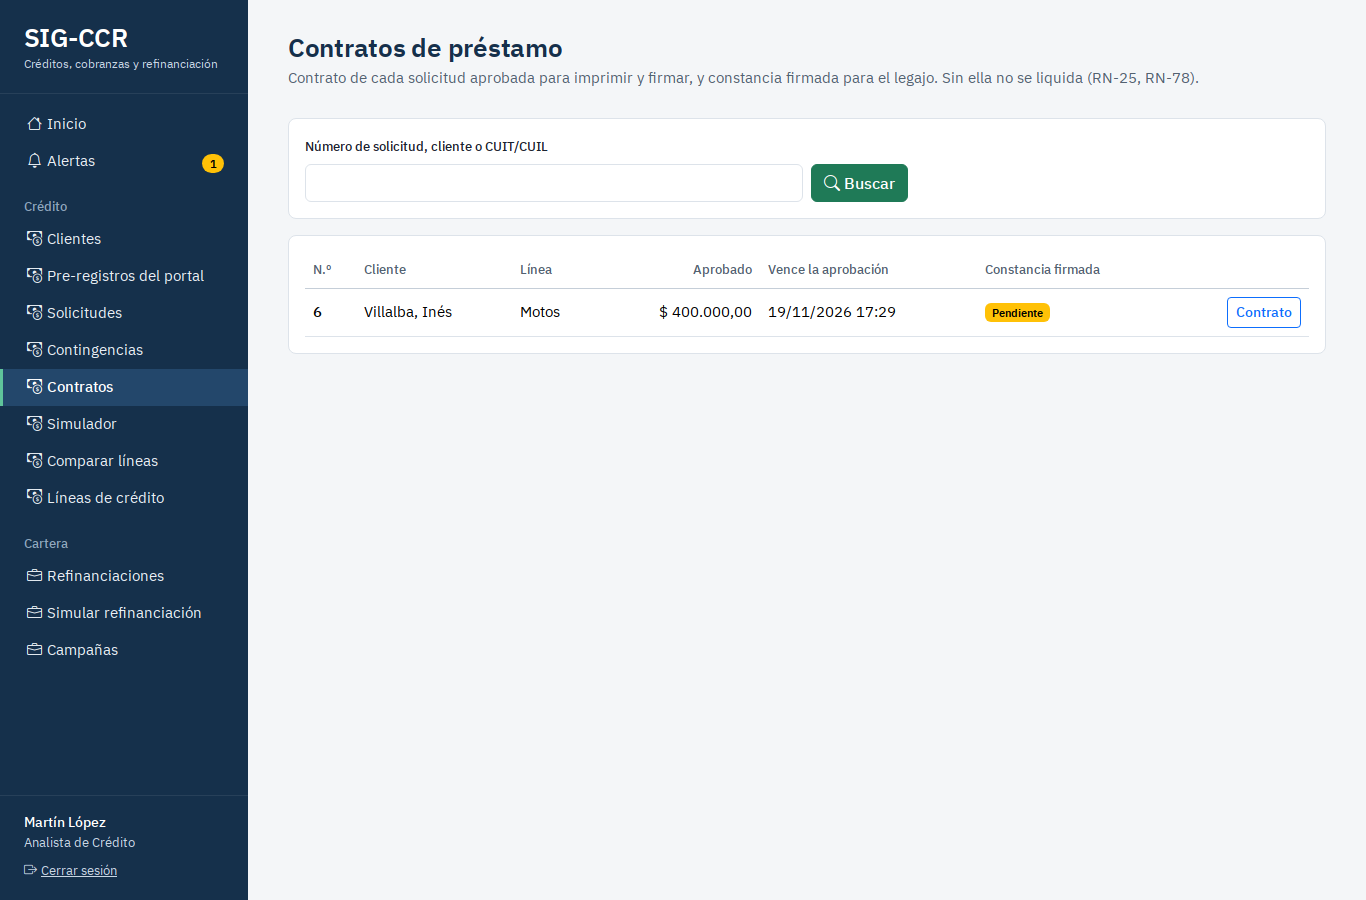 SIG-CCR
Créditos, cobranzas y refinanciación
Inicio
Alertas 1
Crédito
Clientes
Pre-registros del portal
Solicitudes
Contingencias
Contratos
Simulador
Comparar líneas
Líneas de crédito
Cartera
Refinanciaciones
Simular refinanciación
Campañas
Martín López
Analista de Crédito
Cerrar sesión
Contratos de préstamo
Contrato de cada solicitud aprobada para imprimir y firmar, y constancia firmada para el legajo. Sin ella no se liquida (RN-25, RN-78).
Número de solicitud, cliente o CUIT/CUIL
Buscar
N.º Cliente Línea Aprobado Vence la aprobación Constancia firmada
6 Villalba, Inés Motos $ 400.000,00 19/11/2026 17:29 Pendiente Contrato